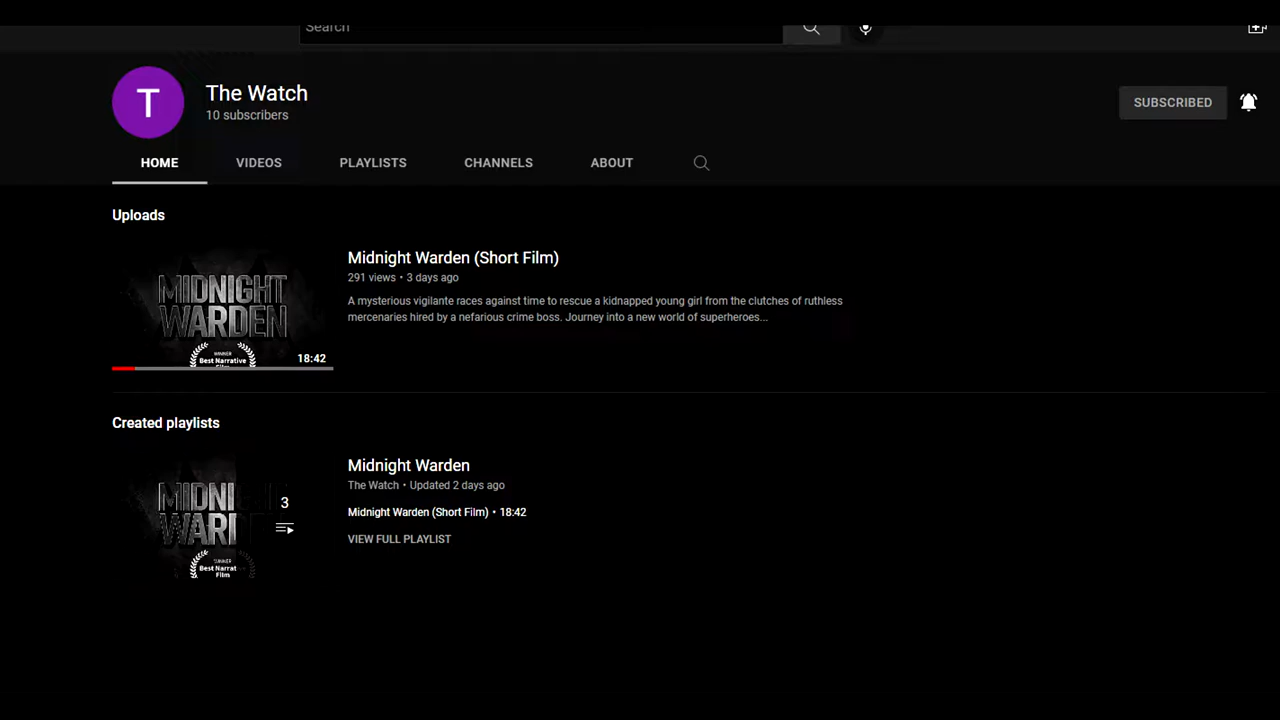 Search
T
The Watch
10 subscribers
SUBSCRIBED
HOME
VIDEOS
PLAYLISTS
CHANNELS
ABOUT
Uploads
MIDNIGHT
WARDEN
WINNER
Best Narrative
18:42
Midnight Warden (Short Film)
291 views • 3 days ago
A mysterious vigilante races against time to rescue a kidnapped young girl from the clutches of ruthless
mercenaries hired by a nefarious crime boss. Journey into a new world of superheroes...
Created playlists
MIDNI
WARD
Best Narrat
Film
3
Midnight Warden
The Watch • Updated 2 days ago
Midnight Warden (Short Film) • 18:42
VIEW FULL PLAYLIST